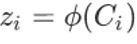 z_i = \phi(C_i)